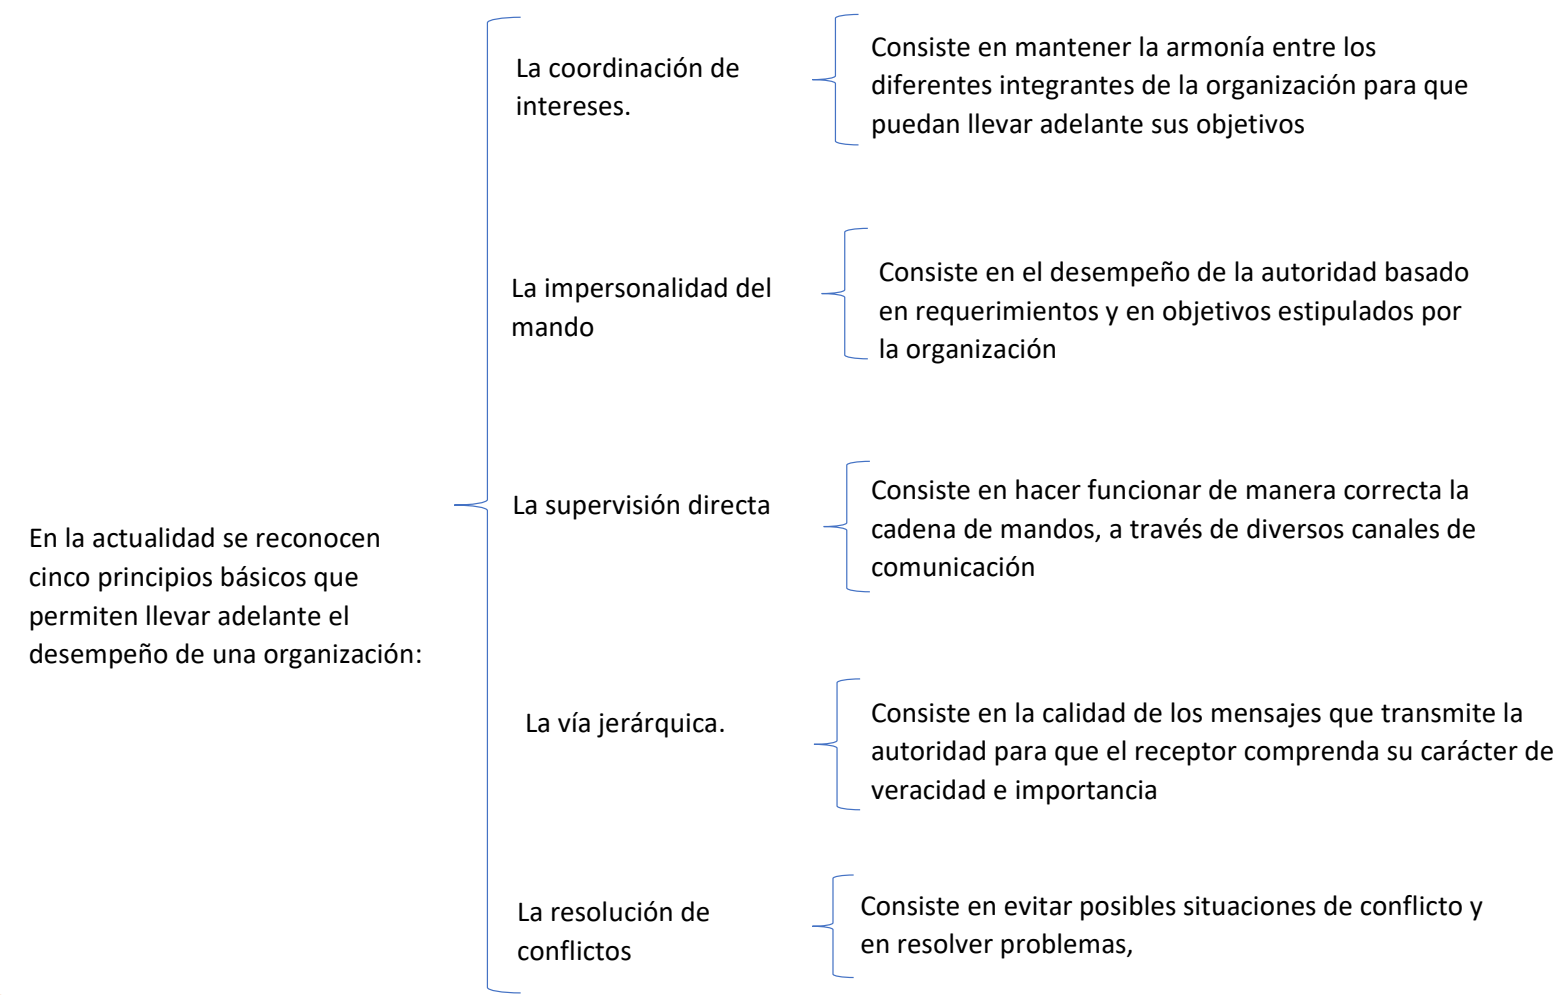 En la actualidad se reconocen
cinco principios básicos que
permiten llevar adelante el
desempeño de una organización:
La coordinación de
intereses.
Consiste en mantener la armonía entre los
diferentes integrantes de la organización para que
puedan llevar adelante sus objetivos
La impersonalidad del
mando
Consiste en el desempeño de la autoridad basado
en requerimientos y en objetivos estipulados por
la organización
La supervisión directa
Consiste en hacer funcionar de manera correcta la
cadena de mandos, a través de diversos canales de
comunicación
La vía jerárquica.
Consiste en la calidad de los mensajes que transmite la
autoridad para que el receptor comprenda su carácter de
veracidad e importancia
La resolución de
conflictos
Consiste en evitar posibles situaciones de conflicto y
en resolver problemas,